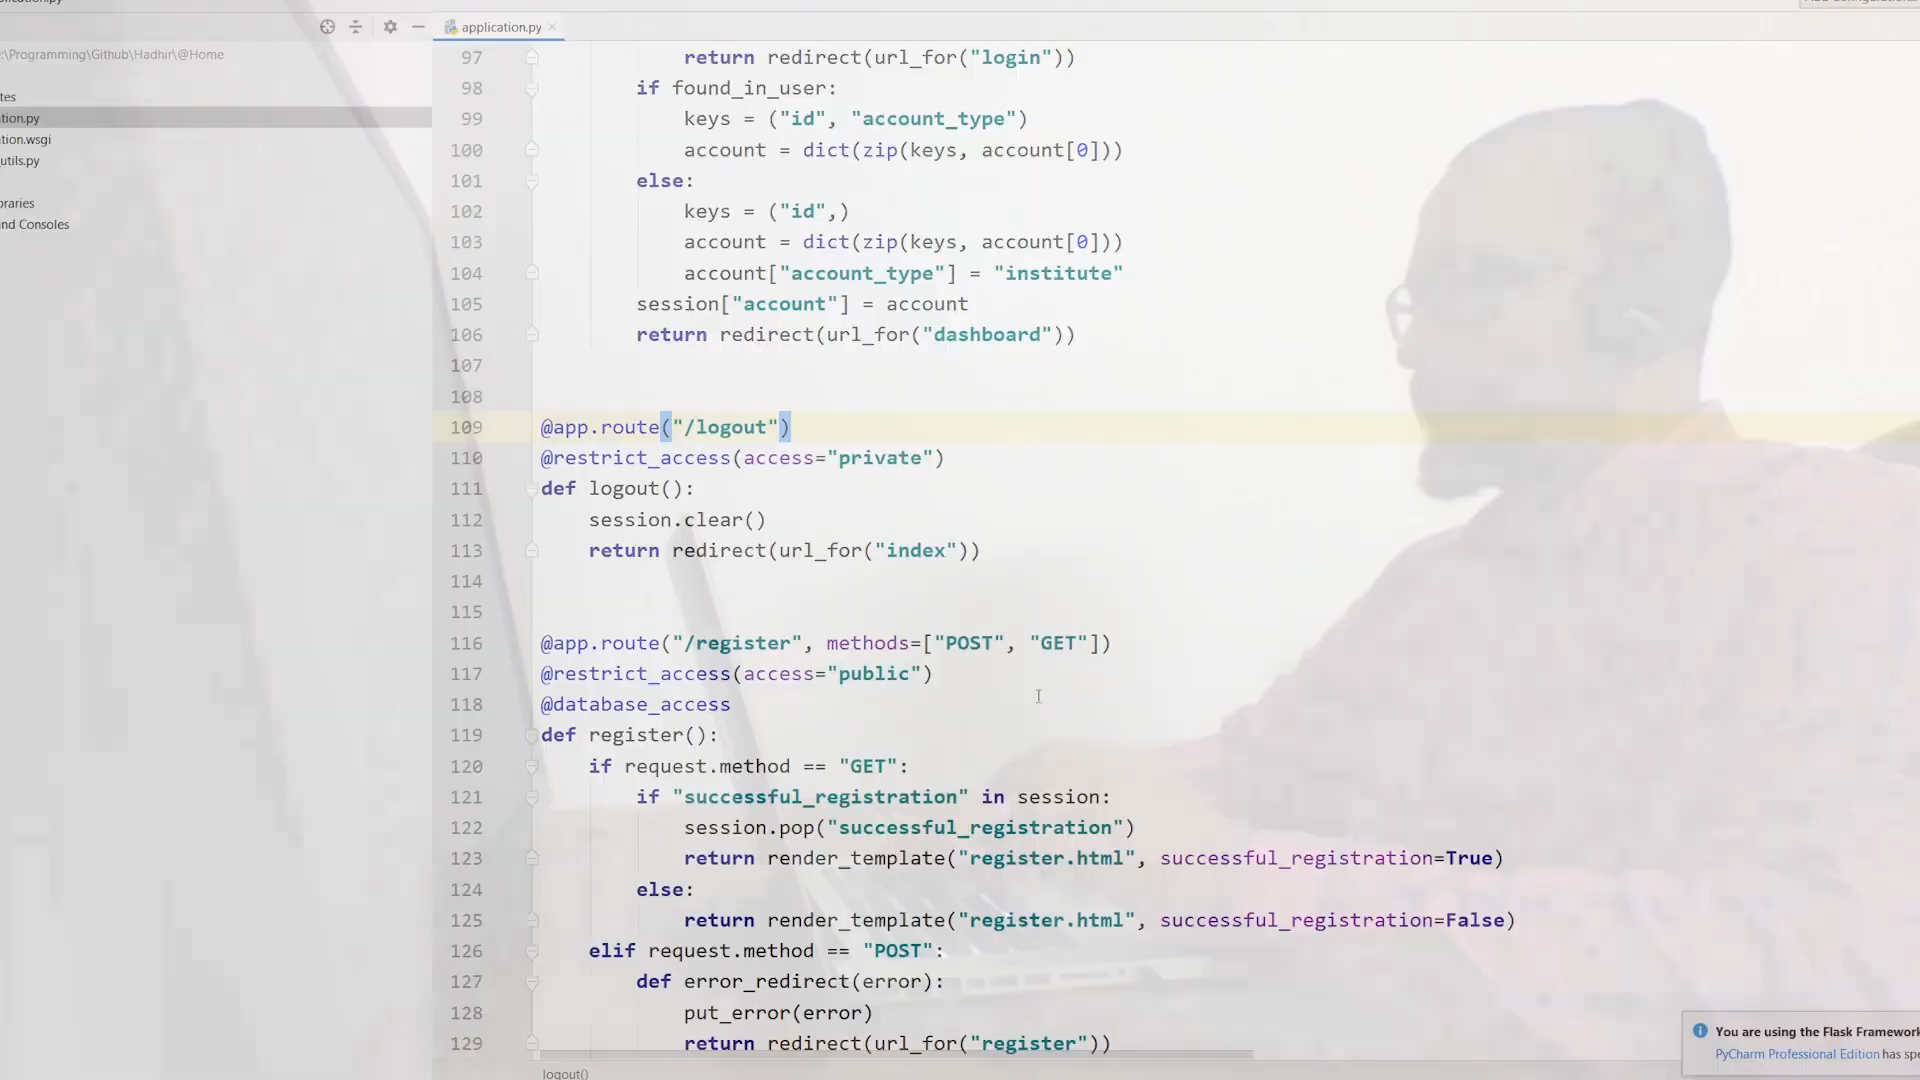 application.py
:\Programming\Github\Hadhir\@Home
tes
tion.py
tion.wsgi
utils.py
braries
nd Consoles
97 return redirect(url_for("login"))
98 if found_in_user:
99 keys = ("id", "account_type")
100 account = dict(zip(keys, account[0]))
101 else:
102 keys = ("id",)
103 account = dict(zip(keys, account[0]))
104 account["account_type"] = "institute"
105 session["account"] = account
106 return redirect(url_for("dashboard"))
107
108
109 @app.route("/logout")
110 @restrict_access(access="private")
111 def logout():
112 session.clear()
113 return redirect(url_for("index"))
114
115
116 @app.route("/register", methods=["POST", "GET"])
117 @restrict_access(access="public")
118 @database_access
119 def register():
120 if request.method == "GET":
121 if "successful_registration" in session:
122 session.pop("successful_registration")
123 return render_template("register.html", successful_registration=True)
124 else:
125 return render_template("register.html", successful_registration=False)
126 elif request.method == "POST":
127 def error_redirect(error):
128 put_error(error)
129 return redirect(url_for("register"))
logout()
You are using the Flask Framework
PyCharm Professional Edition has spe